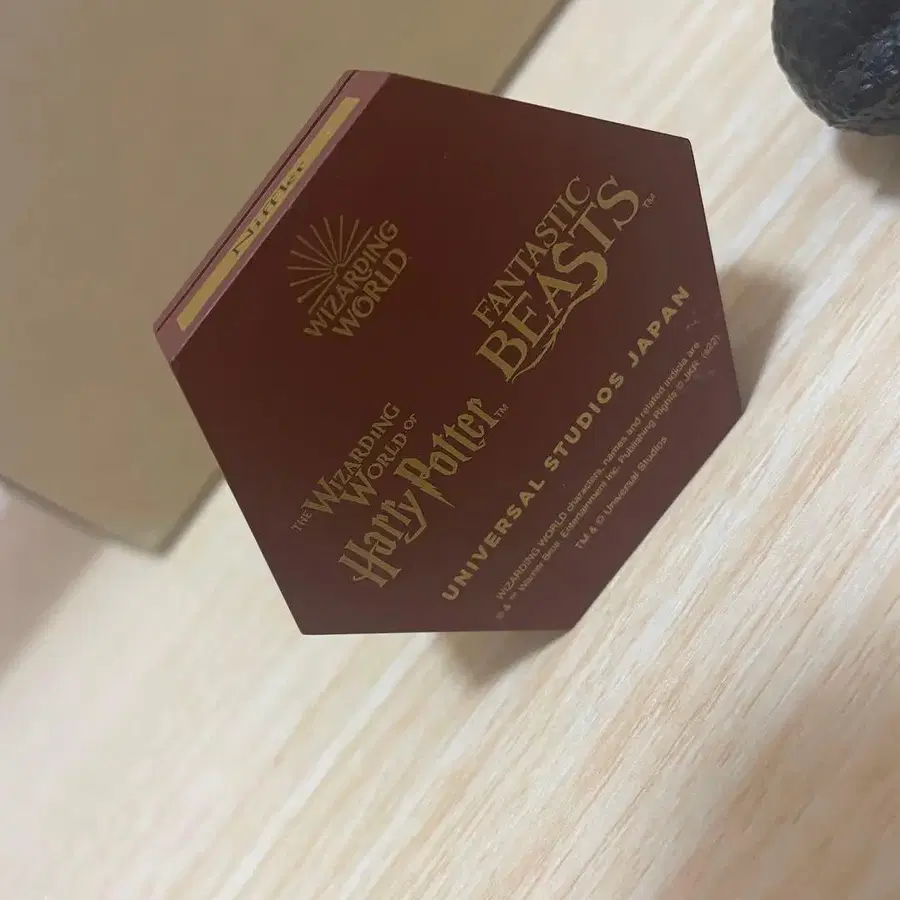 Niffler
WIZARDING
WORLD
FANTASTIC
BEASTS™
THE WIZARDING
WORLD OF
Harry Potter™
UNIVERSAL STUDIOS JAPAN
WIZARDING WORLD characters, names and related indicia are
© & ™ Warner Bros. Entertainment Inc. Publishing Rights © JKR. (s22)
TM & © Universal Studios